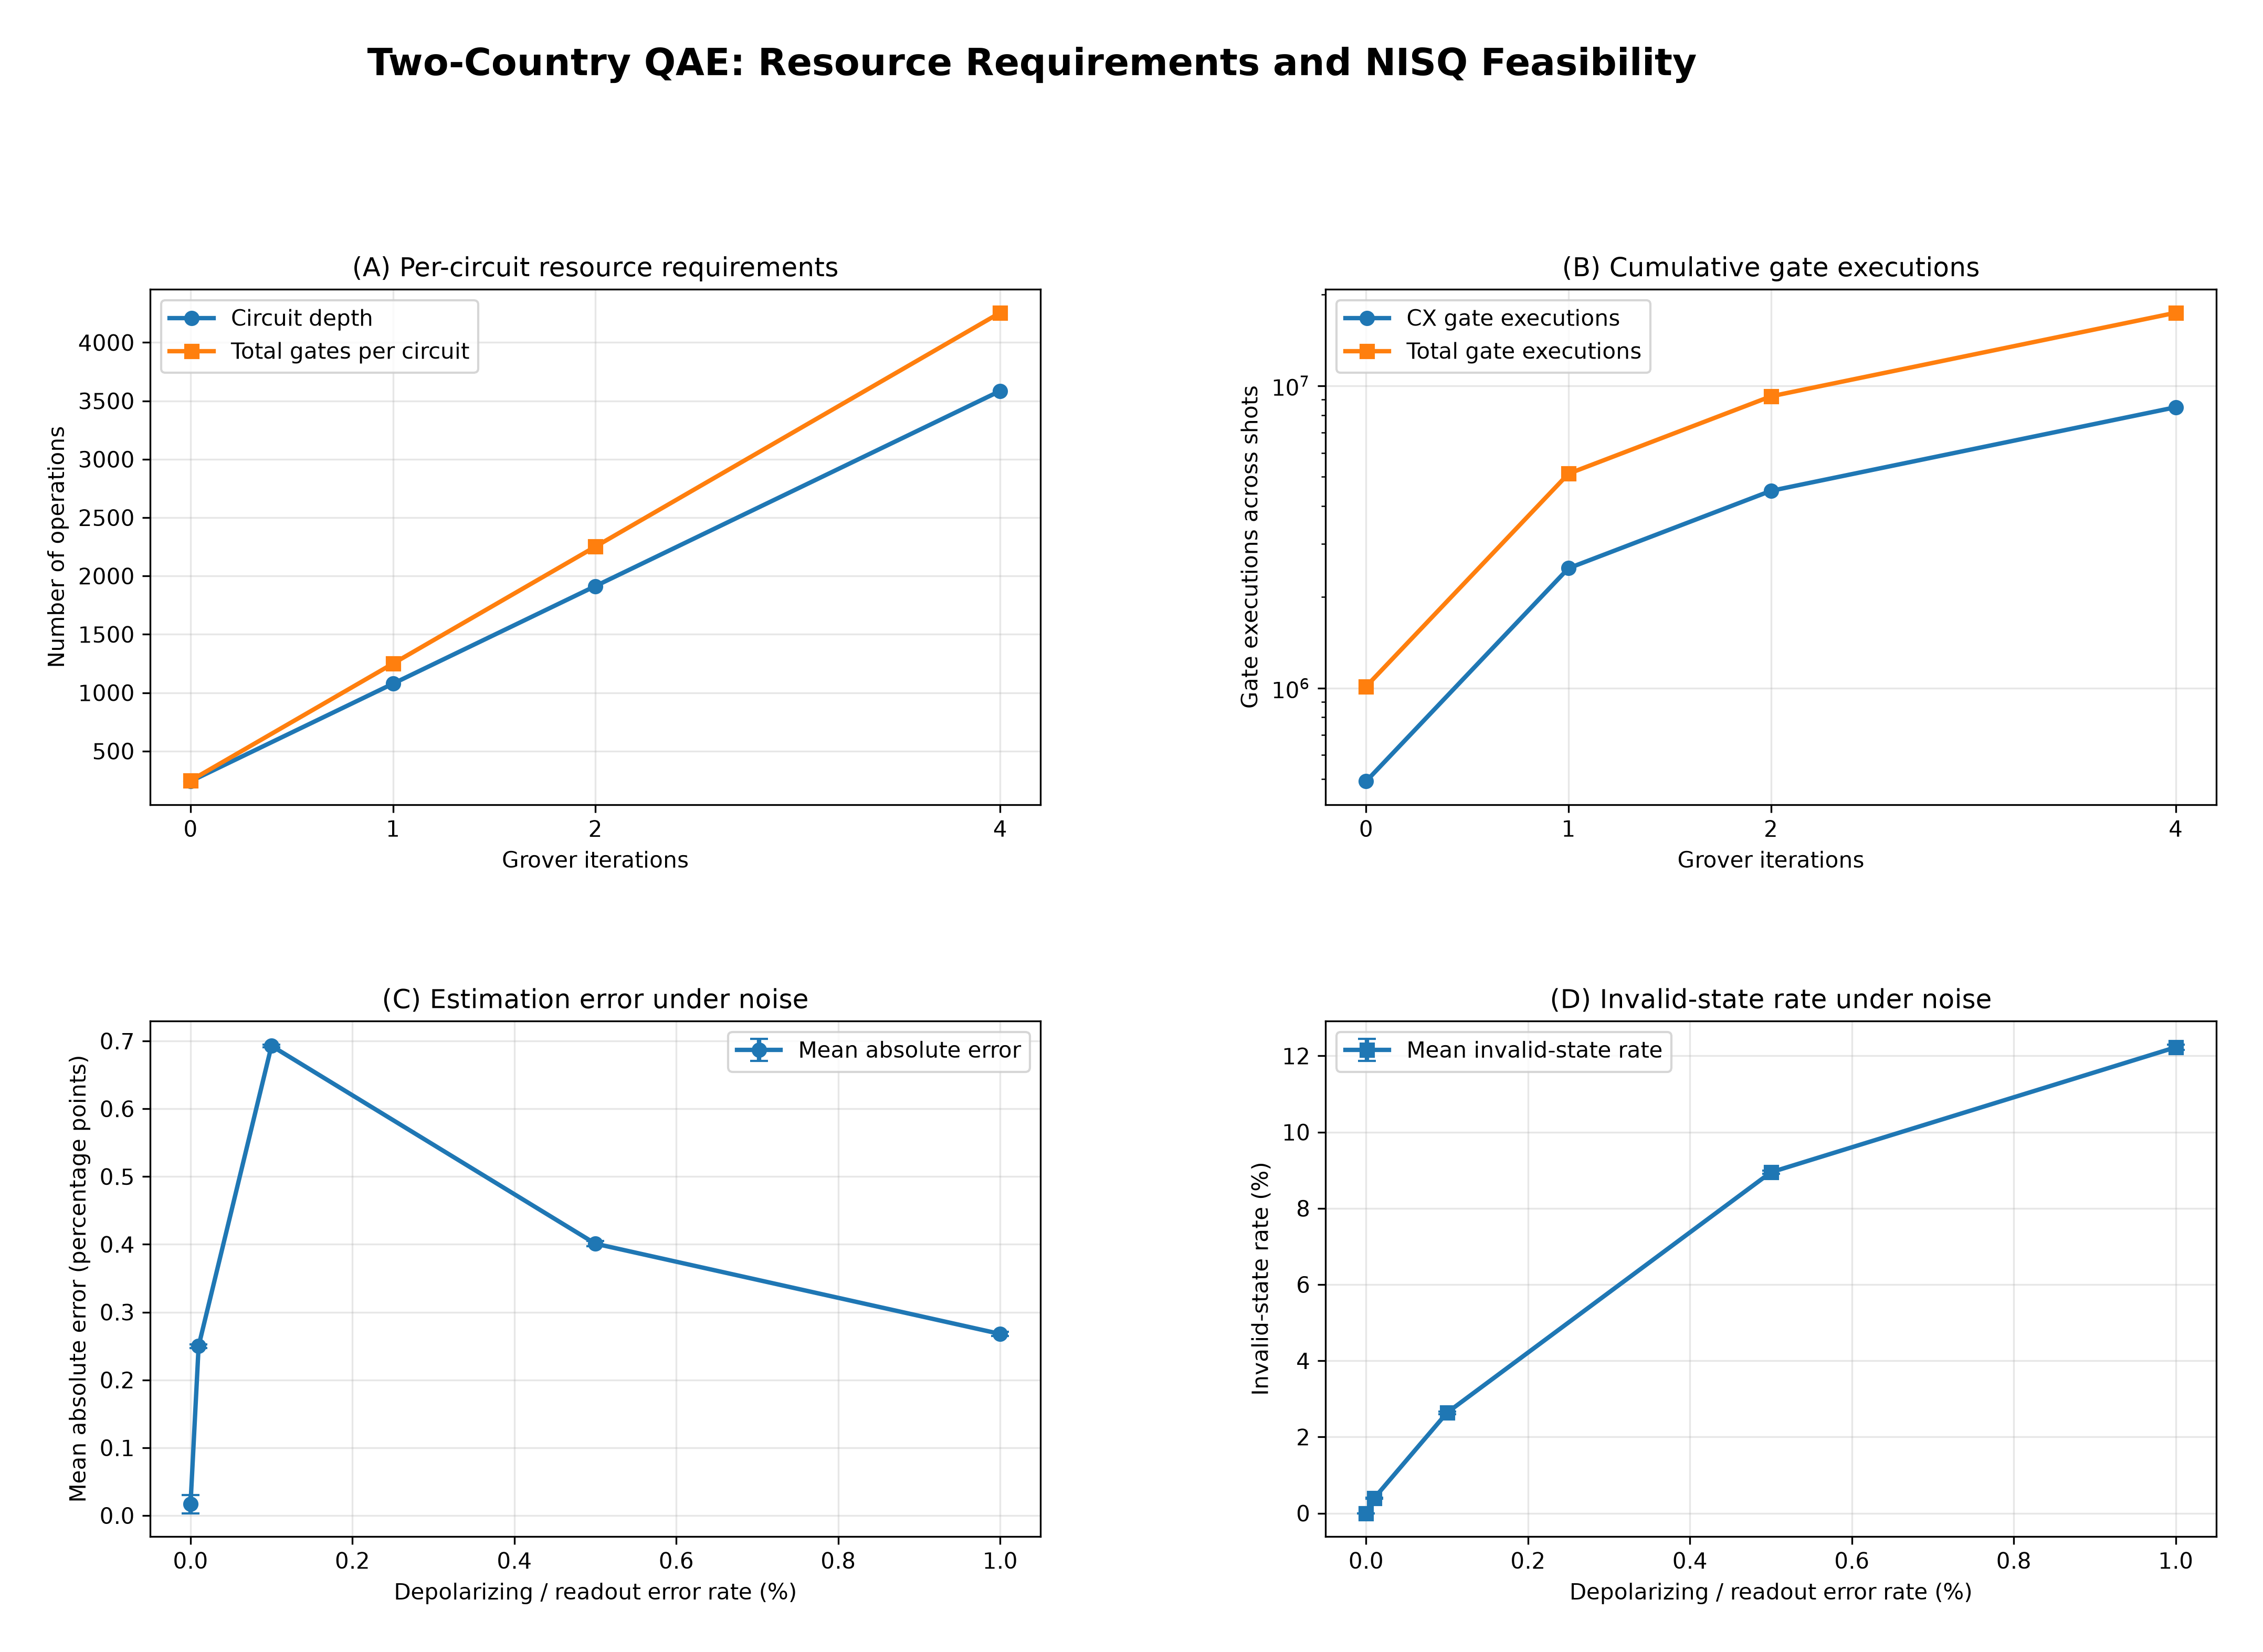 Two-Country QAE: Resource Requirements and NISQ Feasibility
(A) Per-circuit resource requirements
Circuit depth
Total gates per circuit
Number of operations
4000
3500
3000
2500
2000
1500
1000
500
0 1 2 4
Grover iterations
(B) Cumulative gate executions
CX gate executions
Total gate executions
Gate executions across shots
10⁷
10⁶
0 1 2 4
Grover iterations
(C) Estimation error under noise
Mean absolute error
Mean absolute error (percentage points)
0.7
0.6
0.5
0.4
0.3
0.2
0.1
0.0
0.0 0.2 0.4 0.6 0.8 1.0
Depolarizing / readout error rate (%)
(D) Invalid-state rate under noise
Mean invalid-state rate
Invalid-state rate (%)
12
10
8
6
4
2
0
0.0 0.2 0.4 0.6 0.8 1.0
Depolarizing / readout error rate (%)